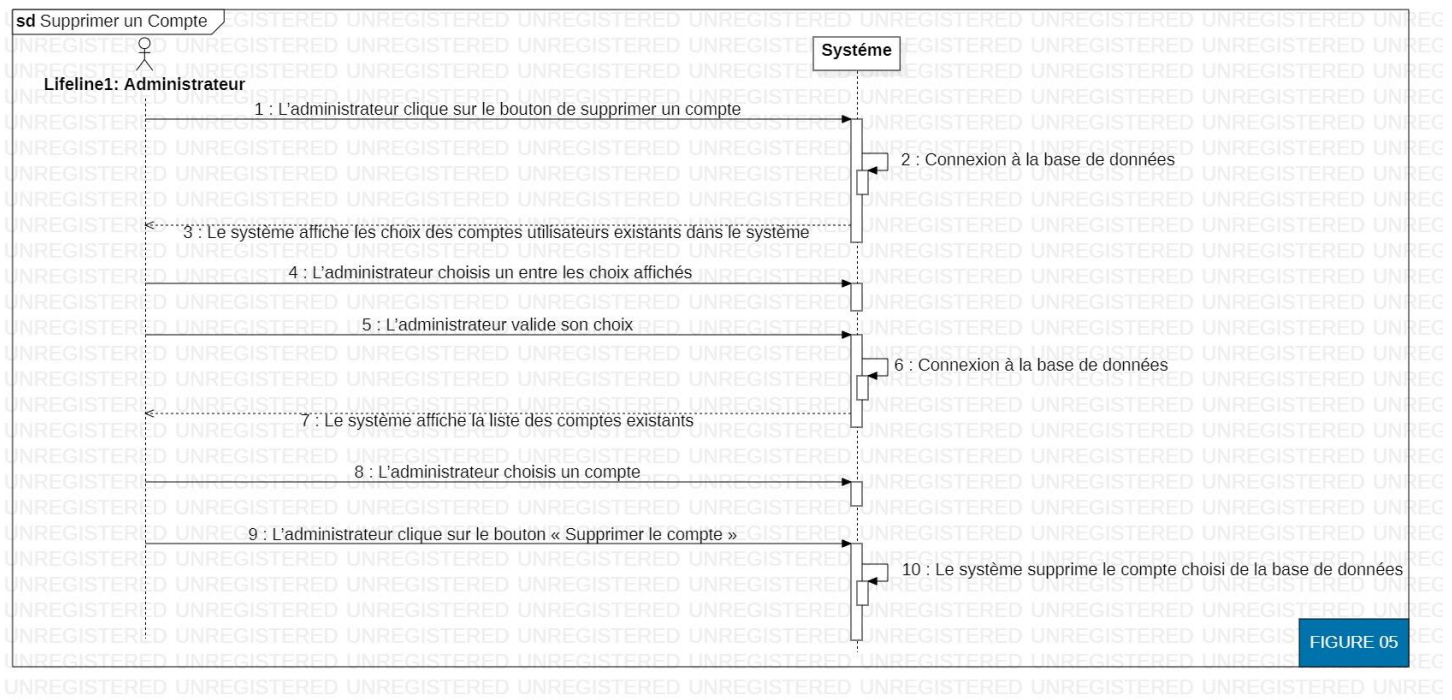 sd Supprimer un Compte
Systéme
Lifeline1: Administrateur
1 : L’administrateur clique sur le bouton de supprimer un compte
2 : Connexion à la base de données
3 : Le système affiche les choix des comptes utilisateurs existants dans le système
4 : L’administrateur choisis un entre les choix affichés
5 : L’administrateur valide son choix
6 : Connexion à la base de données
7 : Le système affiche la liste des comptes existants
8 : L’administrateur choisis un compte
9 : L’administrateur clique sur le bouton « Supprimer le compte »
10 : Le système supprime le compte choisi de la base de données
FIGURE 05
UNREGISTERED